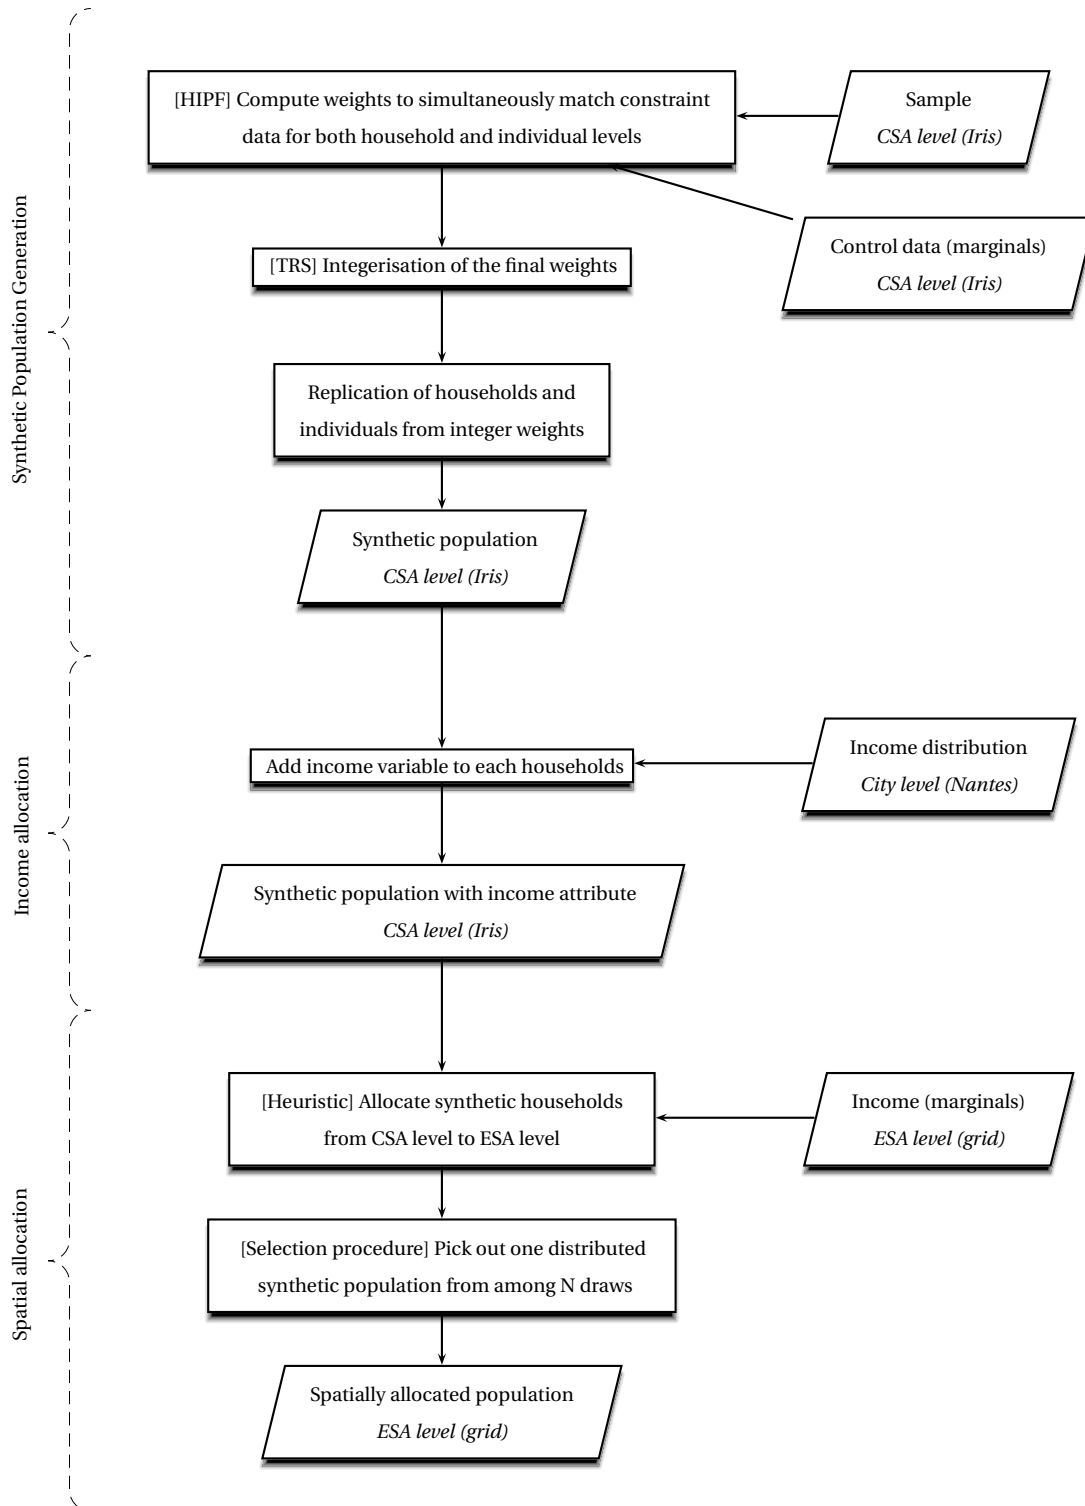 Synthetic Population Generation
[HIPF] Compute weights to simultaneously match constraint
data for both household and individual levels
Sample
CSA level (Iris)
Control data (marginals)
CSA level (Iris)
[TRS] Integerisation of the final weights
Replication of households and
individuals from integer weights
Synthetic population
CSA level (Iris)
Income allocation
Add income variable to each households
Income distribution
City level (Nantes)
Synthetic population with income attribute
CSA level (Iris)
Spatial allocation
[Heuristic] Allocate synthetic households
from CSA level to ESA level
Income (marginals)
ESA level (grid)
[Selection procedure] Pick out one distributed
synthetic population from among N draws
Spatially allocated population
ESA level (grid)